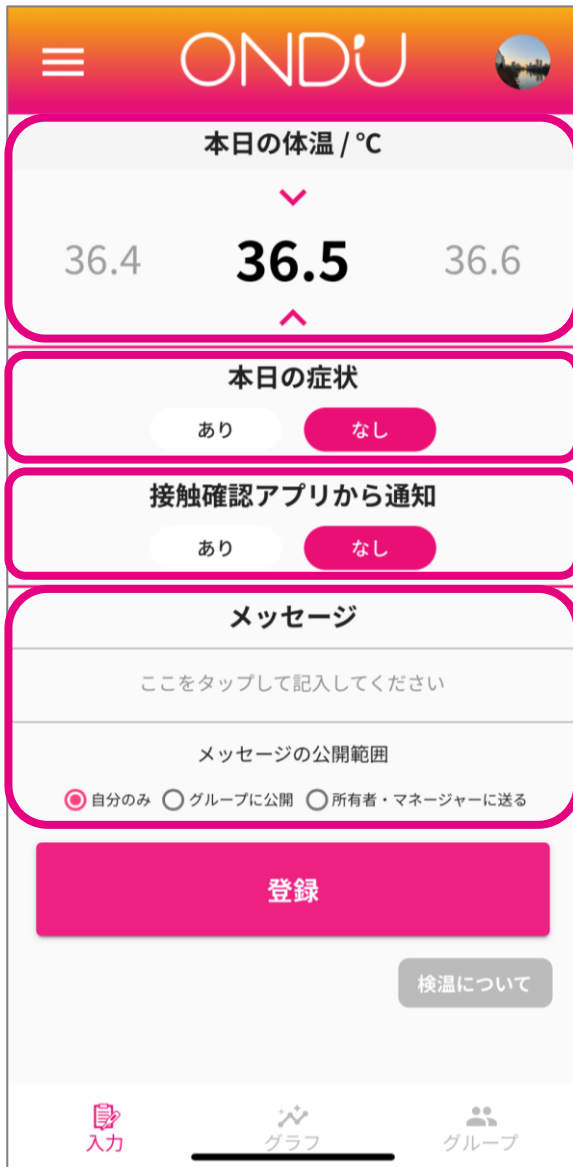 ONDU
本日の体温 / ℃
36.4 36.5 36.6
本日の症状
あり なし
接触確認アプリから通知
あり なし
メッセージ
ここをタップして記入してください
メッセージの公開範囲
自分のみ グループに公開 所有者・マネージャーに送る
登録
検温について
入力 グラフ グループ